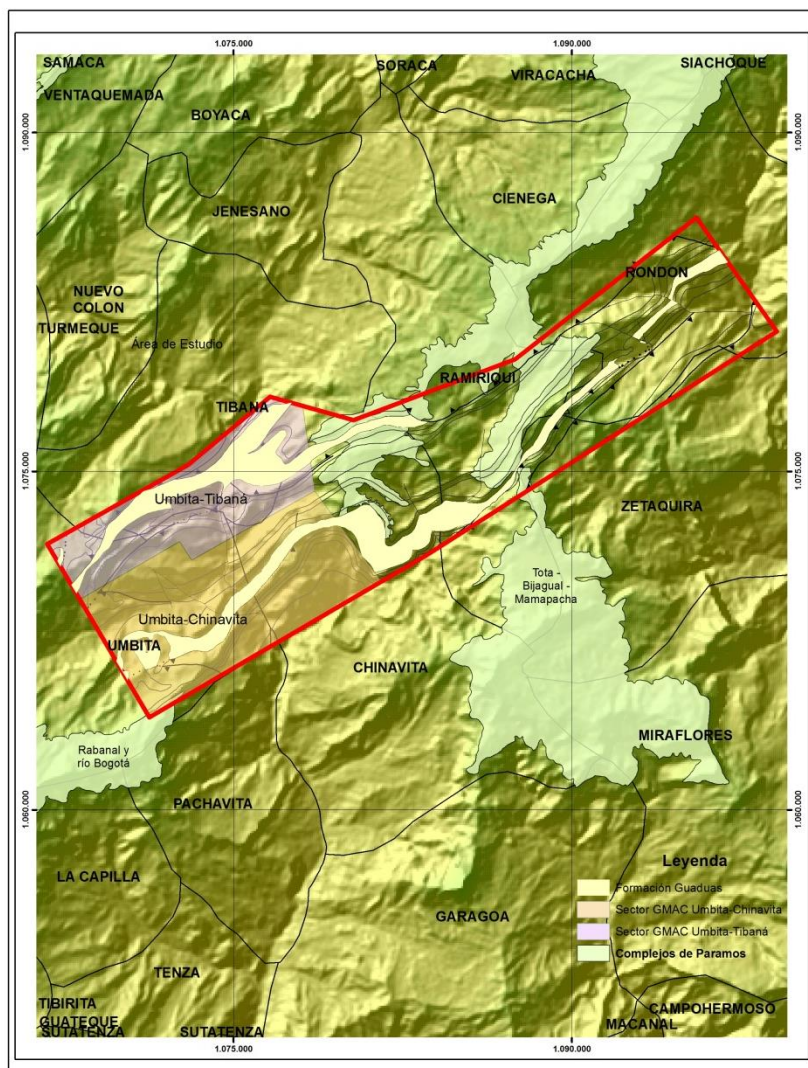 1.075.000
1.090.000
SAMACA
SORACA
SIACHOQUE
VIRACACHA
VENTAQUEMADA
BOYACA
1.090.000
1.090.000
CIENEGA
JENESANO
RONDON
NUEVO
COLON
TURMEQUE
Área de Estudio
RAMIRIQUI
TIBANA
1.075.000
1.075.000
Umbita-Tibaná
ZETAQUIRA
Tota -
Bijagual -
Mamapacha
Umbita-Chinavita
UMBITA
CHINAVITA
MIRAFLORES
Rabanal y
río Bogotá
PACHAVITA
1.060.000
1.060.000
Leyenda
LA CAPILLA
Formación Guaduas
Sector GMAC Umbita-Chinavita
GARAGOA
Sector GMAC Umbita-Tibaná
Complejos de Paramos
TENZA
TIBIRITA
CAMPOHERMOSO
GUATEQUE
MACANAL
SUTATENZA
SUTATENZA
1.075.000
1.090.000